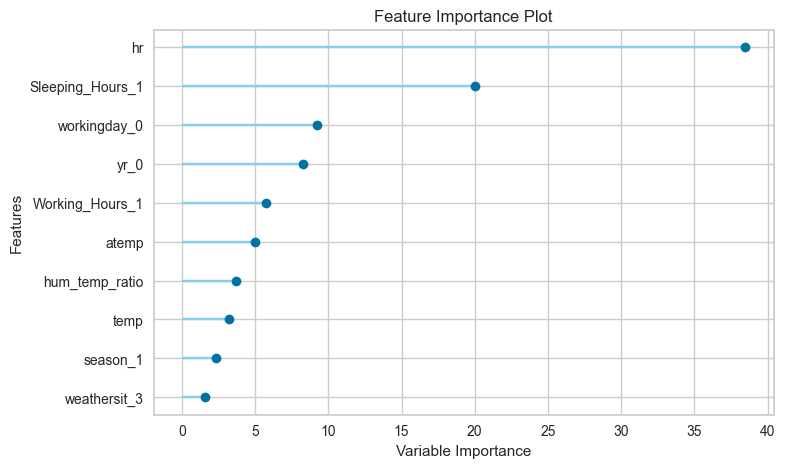 Feature Importance Plot
Features
hr
Sleeping_Hours_1
workingday_0
yr_0
Working_Hours_1
atemp
hum_temp_ratio
temp
season_1
weathersit_3
0 5 10 15 20 25 30 35 40
Variable Importance